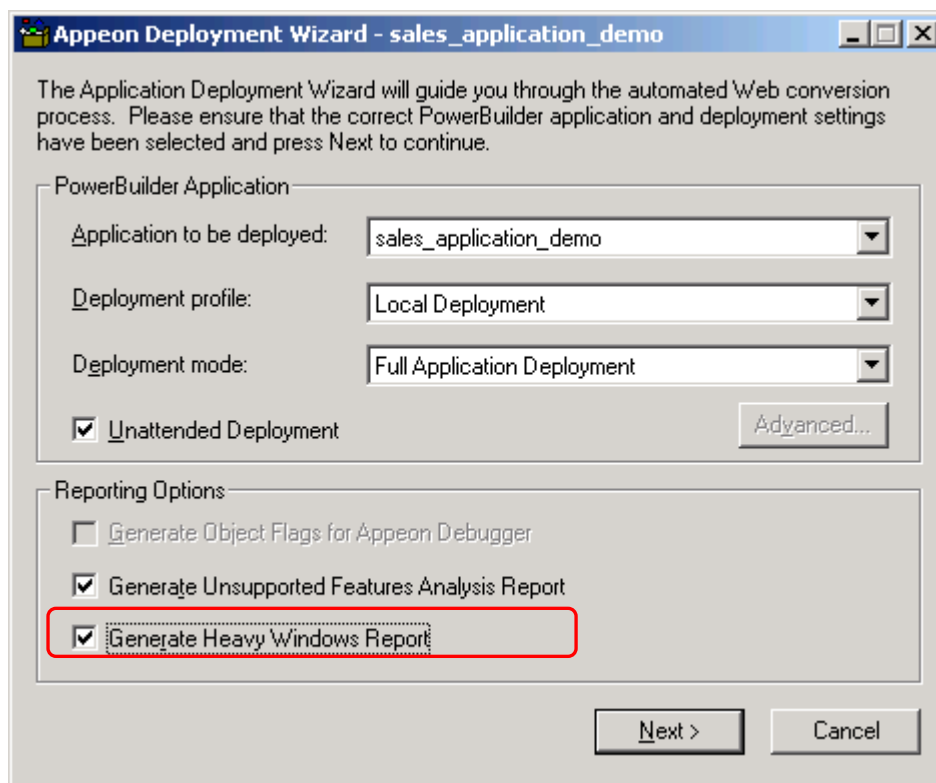 Appeon Deployment Wizard - sales_application_demo
The Application Deployment Wizard will guide you through the automated Web conversion
process.  Please ensure that the correct PowerBuilder application and deployment settings
have been selected and press Next to continue.
PowerBuilder Application
Application to be deployed:
sales_application_demo
Deployment profile:
Local Deployment
Deployment mode:
Full Application Deployment
Unattended Deployment
Advanced...
Reporting Options
Generate Object Flags for Appeon Debugger
Generate Unsupported Features Analysis Report
Generate Heavy Windows Report
Next >
Cancel